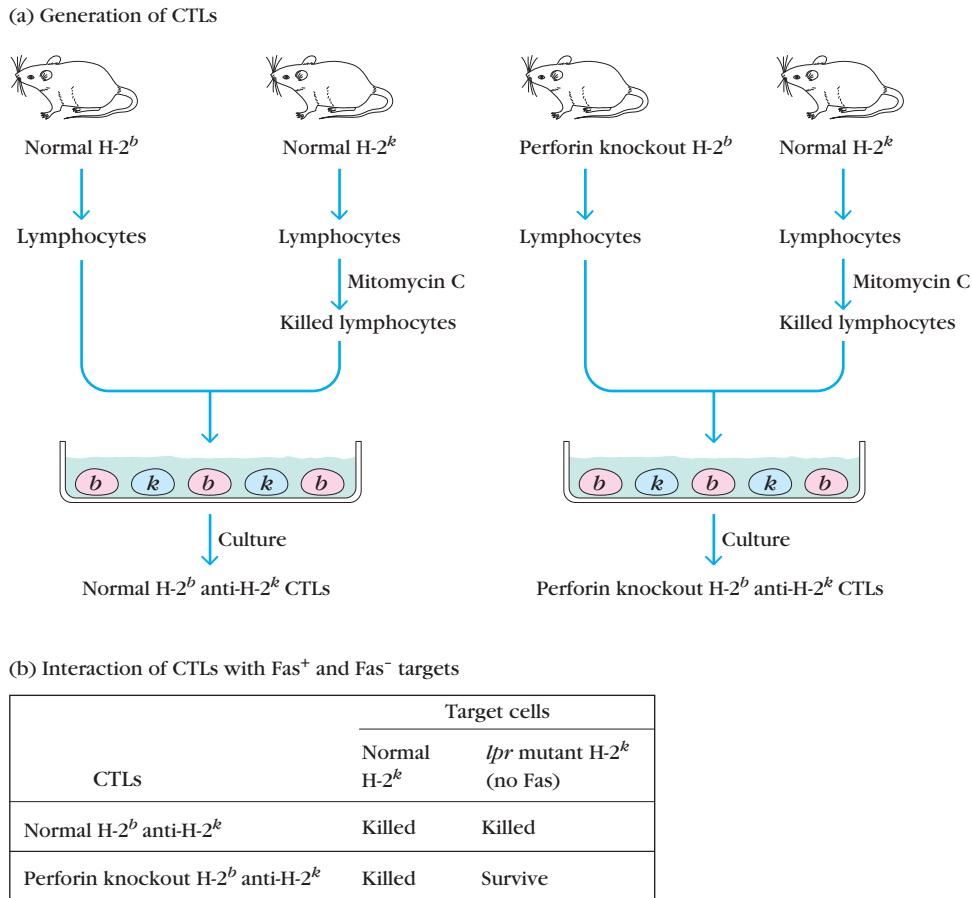 (a) Generation of CTLs
Normal H-2ᵇ Normal H-2ᵏ Perforin knockout H-2ᵇ Normal H-2ᵏ
Lymphocytes Lymphocytes Lymphocytes Lymphocytes
Mitomycin C Mitomycin C
Killed lymphocytes Killed lymphocytes
b k b k b b k b k b
Culture Culture
Normal H-2ᵇ anti-H-2ᵏ CTLs Perforin knockout H-2ᵇ anti-H-2ᵏ CTLs
(b) Interaction of CTLs with Fas⁺ and Fas⁻ targets
Target cells
Normal lpr mutant H-2ᵏ
CTLs H-2ᵏ (no Fas)
Normal H-2ᵇ anti-H-2ᵏ Killed Killed
Perforin knockout H-2ᵇ anti-H-2ᵏ Killed Survive